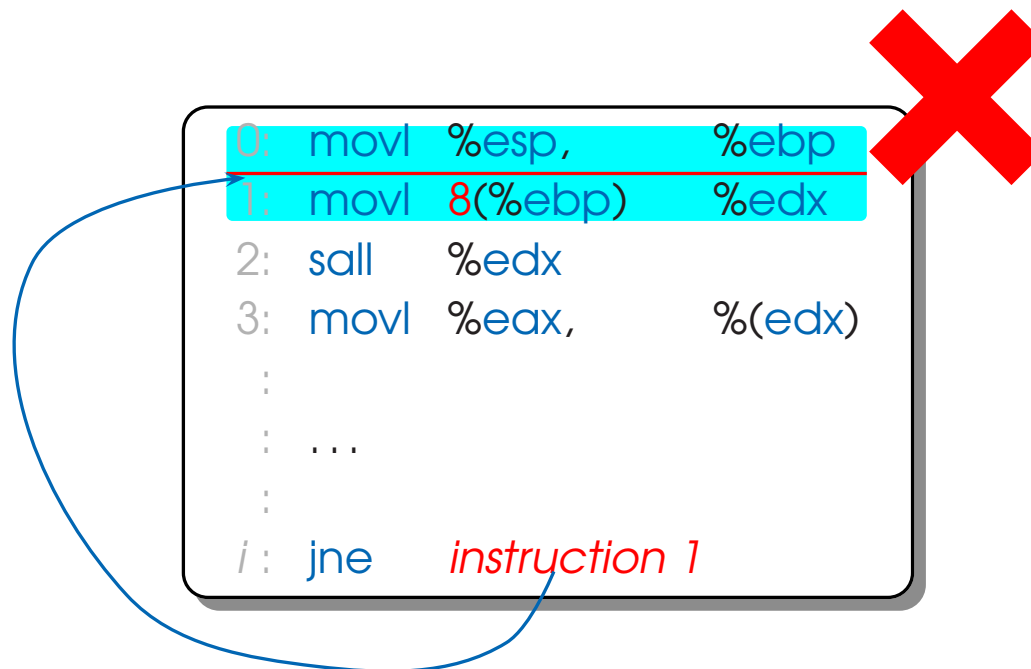 0: movl %esp, %ebp
1: movl 8(%ebp) %edx
2: sall %edx
3: movl %eax, %(edx)
:
: ...
:
i : jne instruction 1